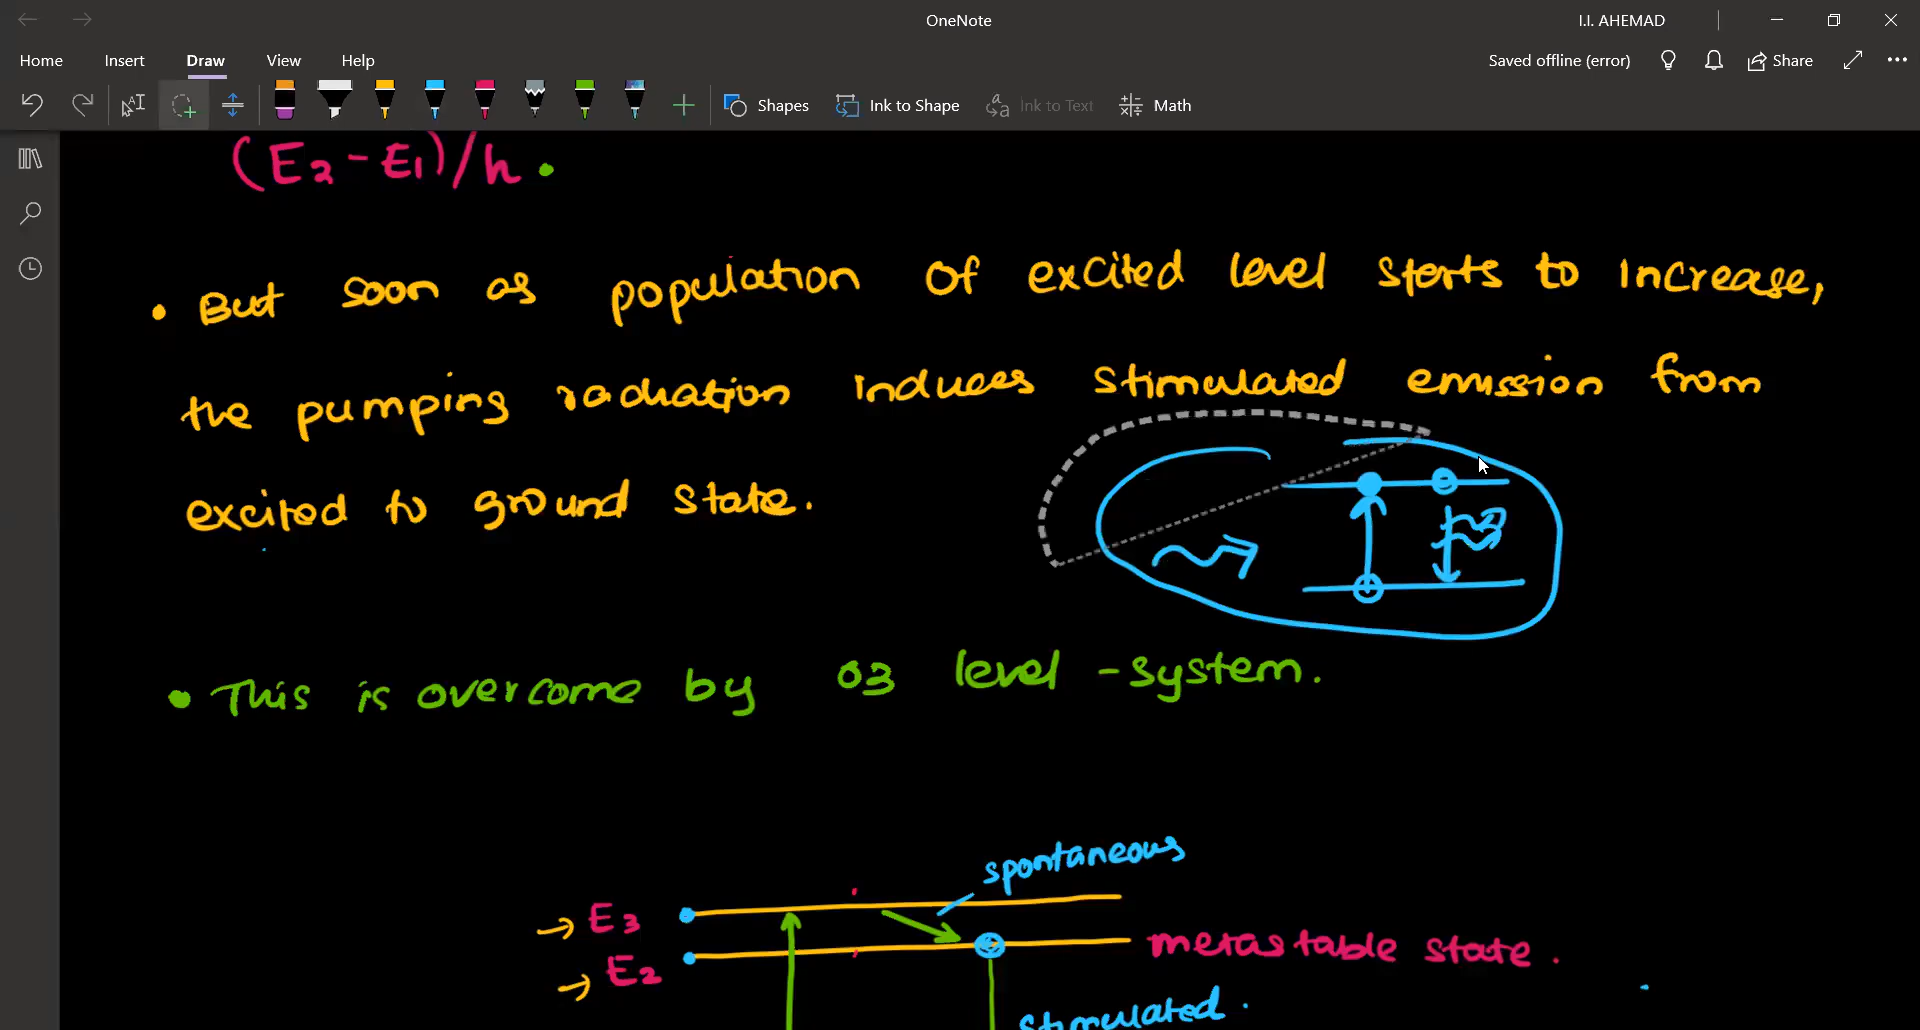 OneNote
I.I. AHEMAD
Home Insert Draw View Help
Saved offline (error) Share
Shapes Ink to Shape Ink to Text Math
(E2-E1)/h.
• But soon as population Of excited level sterts to Increase,
the pumping radiation Induces stimulated emission from
excited to ground state.
• This is overcome by 03 level -system.
spontaneous
→ E3
→ E2
metastable state.
stimulated.